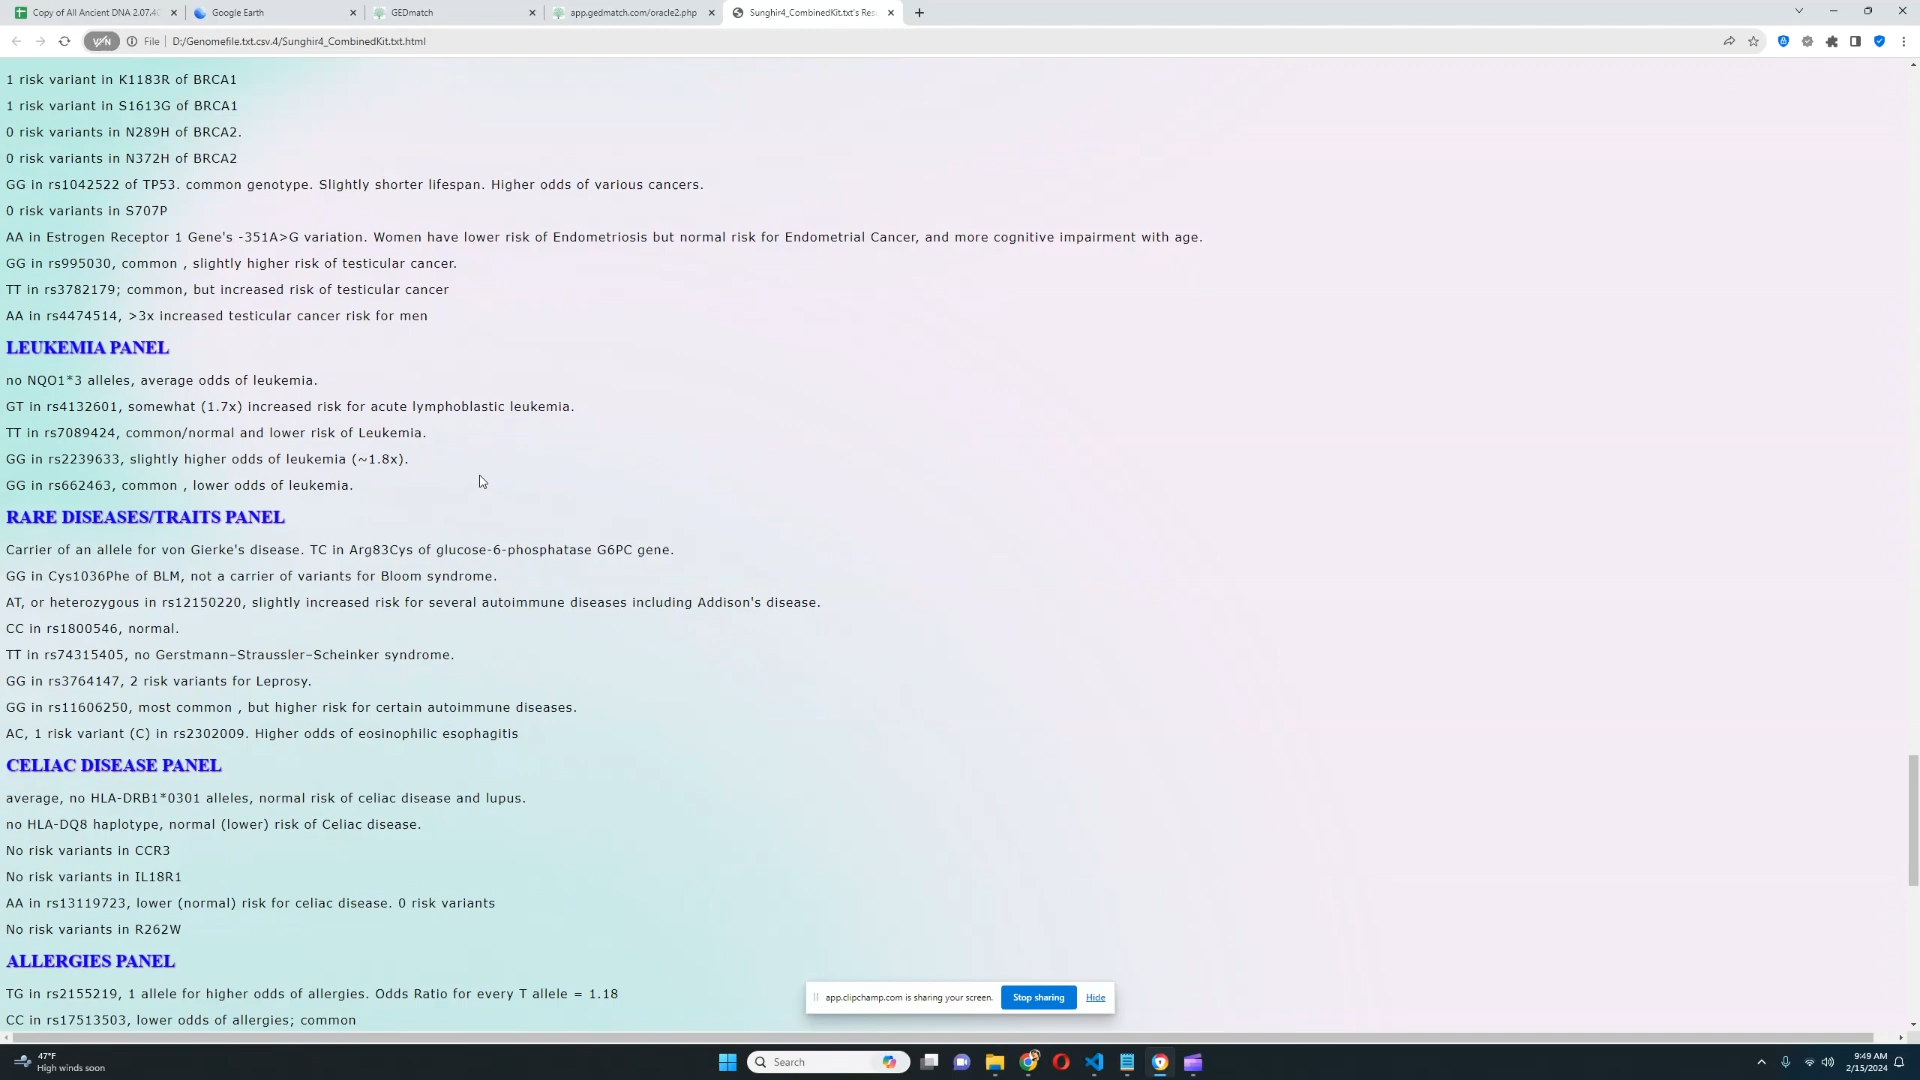 Copy of All Ancient DNA 2.07.4
Google Earth
GEDmatch
app.gedmatch.com/oracle2.php
Sunghir4_CombinedKit.txt's Res
VPN
File
D:/Genomefile.txt.csv.4/Sunghir4_CombinedKit.txt.html
1 risk variant in K1183R of BRCA1
1 risk variant in S1613G of BRCA1
0 risk variants in N289H of BRCA2.
0 risk variants in N372H of BRCA2
GG in rs1042522 of TP53. common genotype. Slightly shorter lifespan. Higher odds of various cancers.
0 risk variants in S707P
AA in Estrogen Receptor 1 Gene's -351A>G variation. Women have lower risk of Endometriosis but normal risk for Endometrial Cancer, and more cognitive impairment with age.
GG in rs995030, common , slightly higher risk of testicular cancer.
TT in rs3782179; common, but increased risk of testicular cancer
AA in rs4474514, >3x increased testicular cancer risk for men
LEUKEMIA PANEL
no NQO1*3 alleles, average odds of leukemia.
GT in rs4132601, somewhat (1.7x) increased risk for acute lymphoblastic leukemia.
TT in rs7089424, common/normal and lower risk of Leukemia.
GG in rs2239633, slightly higher odds of leukemia (~1.8x).
GG in rs662463, common , lower odds of leukemia.
RARE DISEASES/TRAITS PANEL
Carrier of an allele for von Gierke's disease. TC in Arg83Cys of glucose-6-phosphatase G6PC gene.
GG in Cys1036Phe of BLM, not a carrier of variants for Bloom syndrome.
AT, or heterozygous in rs12150220, slightly increased risk for several autoimmune diseases including Addison's disease.
CC in rs1800546, normal.
TT in rs74315405, no Gerstmann–Straussler–Scheinker syndrome.
GG in rs3764147, 2 risk variants for Leprosy.
GG in rs11606250, most common , but higher risk for certain autoimmune diseases.
AC, 1 risk variant (C) in rs2302009. Higher odds of eosinophilic esophagitis
CELIAC DISEASE PANEL
average, no HLA-DRB1*0301 alleles, normal risk of celiac disease and lupus.
no HLA-DQ8 haplotype, normal (lower) risk of Celiac disease.
No risk variants in CCR3
No risk variants in IL18R1
AA in rs13119723, lower (normal) risk for celiac disease. 0 risk variants
No risk variants in R262W
ALLERGIES PANEL
TG in rs2155219, 1 allele for higher odds of allergies. Odds Ratio for every T allele = 1.18
CC in rs17513503, lower odds of allergies; common
app.clipchamp.com is sharing your screen.
Stop sharing
Hide
47°F
High winds soon
Search
9:49 AM
2/15/2024